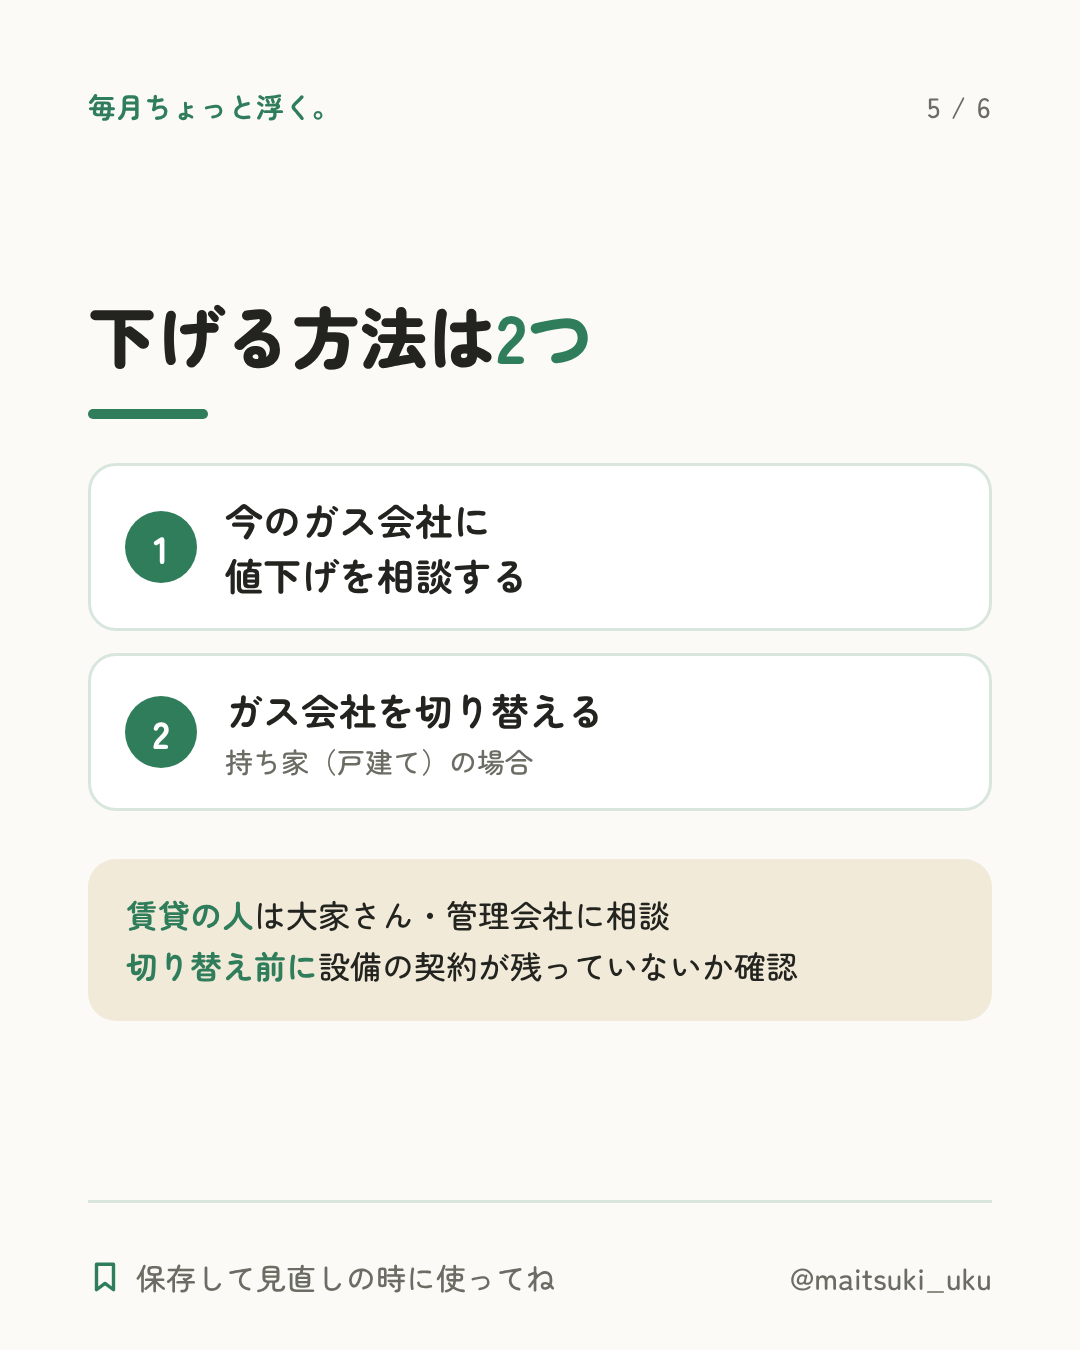 毎月ちょっと浮く。
5 / 6
下げる方法は2つ
1
今のガス会社に
値下げを相談する
2
ガス会社を切り替える
持ち家（戸建て）の場合
賃貸の人は大家さん・管理会社に相談
切り替え前に設備の契約が残っていないか確認
保存して見直しの時に使ってね
@maitsuki_uku